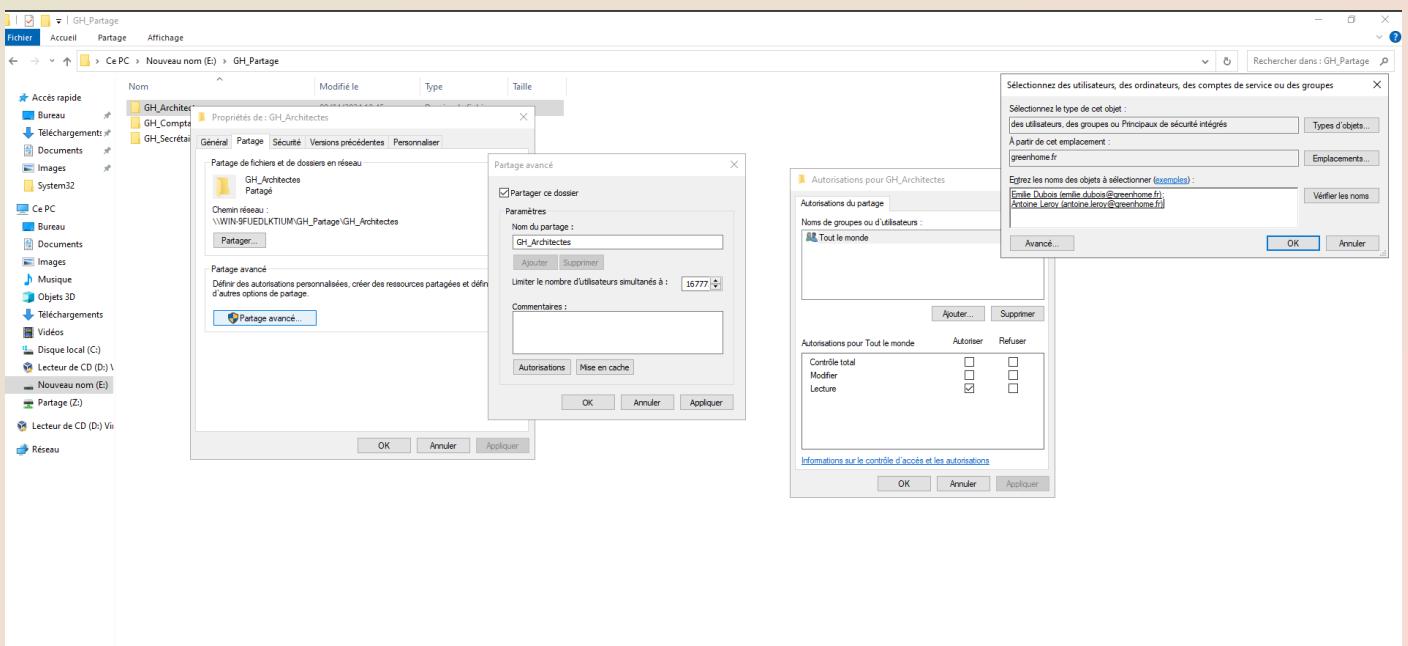 GH_Partage
Fichier Accueil Partage Affichage
Ce PC > Nouveau nom (E:) > GH_Partage
Rechercher dans : GH_Partage
Nom Modifié le Type Taille
GH_Architec
GH_Compta
GH_Secrétai
Accès rapide
Bureau
Téléchargements
Documents
Images
System32
Ce PC
Bureau
Documents
Images
Musique
Objets 3D
Téléchargements
Vidéos
Disque local (C:)
Lecteur de CD (D:) V
Nouveau nom (E:)
Partage (Z:)
Lecteur de CD (D:) Vir
Réseau
Propriétés de : GH_Architectes
Général Partage Sécurité Versions précédentes Personnaliser
Partage de fichiers et de dossiers en réseau
GH_Architectes
Partagé
Chemin réseau :
\\WIN-9FUEDLKTIUM\GH_Partage\GH_Architectes
Partager...
Partage avancé
Définir des autorisations personnalisées, créer des ressources partagées et défin
d'autres options de partage.
Partage avancé...
OK Annuler Appliquer
Partage avancé
Partager ce dossier
Paramètres
Nom du partage :
GH_Architectes
Ajouter Supprimer
Limiter le nombre d'utilisateurs simultanés à : 16777
Commentaires :
Autorisations Mise en cache
OK Annuler Appliquer
Autorisations pour GH_Architectes
Autorisations du partage
Noms de groupes ou d'utilisateurs :
Tout le monde
Ajouter... Supprimer
Autorisations pour Tout le monde Autoriser Refuser
Contrôle total
Modifier
Lecture
Informations sur le contrôle d'accès et les autorisations
OK Annuler Appliquer
Sélectionnez des utilisateurs, des ordinateurs, des comptes de service ou des groupes
Sélectionnez le type de cet objet :
des utilisateurs, des groupes ou Principaux de sécurité intégrés Types d'objets...
À partir de cet emplacement :
greenhome.fr Emplacements...
Entrez les noms des objets à sélectionner (exemples) :
Emilie Dubois (emilie.dubois@greenhome.fr);
Antoine Leroy (antoine.leroy@greenhome.fr)
Vérifier les noms
Avancé... OK Annuler